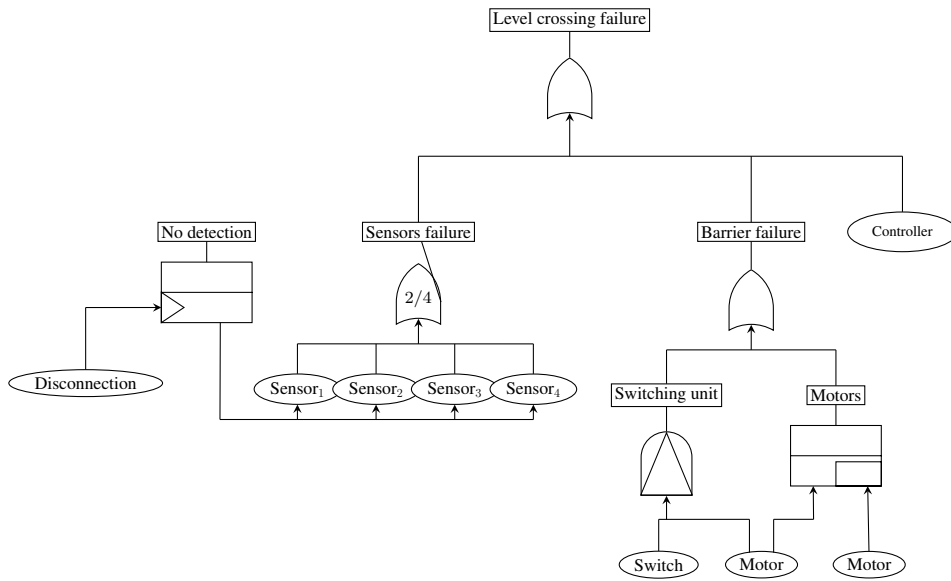 Level crossing failure
No detection
Sensors failure
Barrier failure
Controller
2/4
Disconnection
Sensor₁
Sensor₂
Sensor₃
Sensor₄
Switching unit
Motors
Switch
Motor
Motor